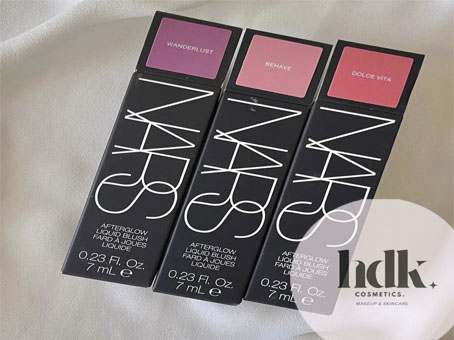 WANDERLUST
BEHAVE
DOLCE VITA
NARS
AFTERGLOW
LIQUID BLUSH
FARD À JOUES
LIQUIDE
0.23 Fl. Oz.
7 mL e
NARS
AFTERGLOW
LIQUID BLUSH
FARD À JOUES
LIQUIDE
0.23 Fl. Oz.
7 mL e
NARS
AFTERGLOW
LIQUID BLUSH
FARD À JOUES
LIQUIDE
0.23 Fl. Oz.
7 mL e
hdk.
COSMETICS.
MAKEUP & SKINCARE